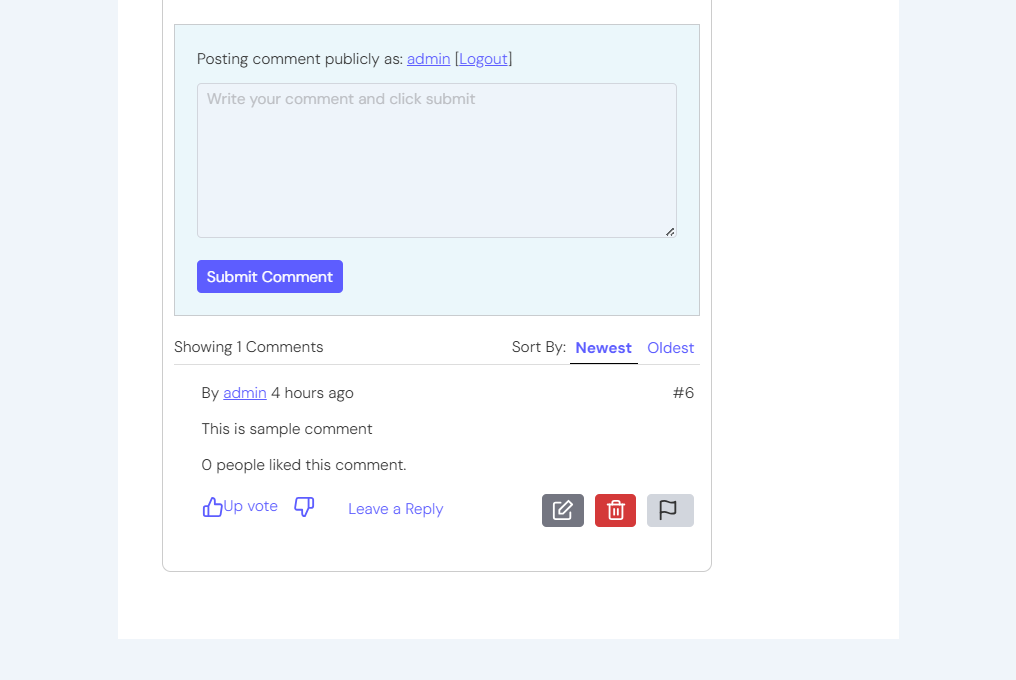 Posting comment publicly as: admin [Logout]
Write your comment and click submit
Submit Comment
Showing 1 Comments Sort By: Newest Oldest
By admin 4 hours ago #6
This is sample comment
0 people liked this comment.
Up vote Leave a Reply